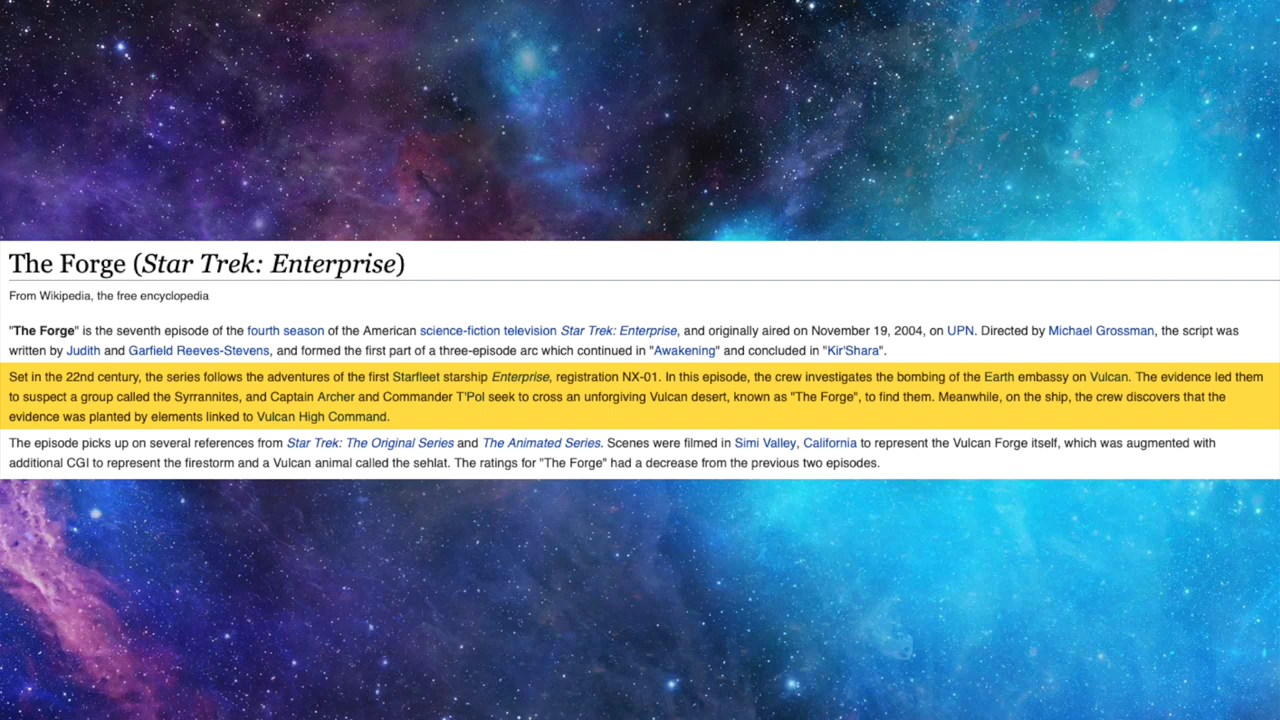 The Forge (Star Trek: Enterprise)
From Wikipedia, the free encyclopedia
"The Forge" is the seventh episode of the fourth season of the American science-fiction television Star Trek: Enterprise, and originally aired on November 19, 2004, on UPN. Directed by Michael Grossman, the script was
written by Judith and Garfield Reeves-Stevens, and formed the first part of a three-episode arc which continued in "Awakening" and concluded in "Kir'Shara".
Set in the 22nd century, the series follows the adventures of the first Starfleet starship Enterprise, registration NX-01. In this episode, the crew investigates the bombing of the Earth embassy on Vulcan. The evidence led them
to suspect a group called the Syrrannites, and Captain Archer and Commander T'Pol seek to cross an unforgiving Vulcan desert, known as "The Forge", to find them. Meanwhile, on the ship, the crew discovers that the
evidence was planted by elements linked to Vulcan High Command.
The episode picks up on several references from Star Trek: The Original Series and The Animated Series. Scenes were filmed in Simi Valley, California to represent the Vulcan Forge itself, which was augmented with
additional CGI to represent the firestorm and a Vulcan animal called the sehlat. The ratings for "The Forge" had a decrease from the previous two episodes.